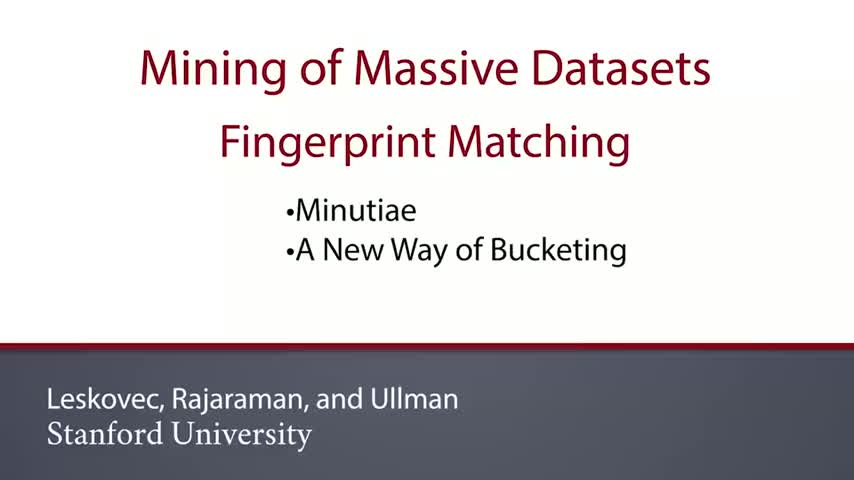 Mining of Massive Datasets
Fingerprint Matching
•Minutiae
•A New Way of Bucketing
Leskovec, Rajaraman, and Ullman
Stanford University